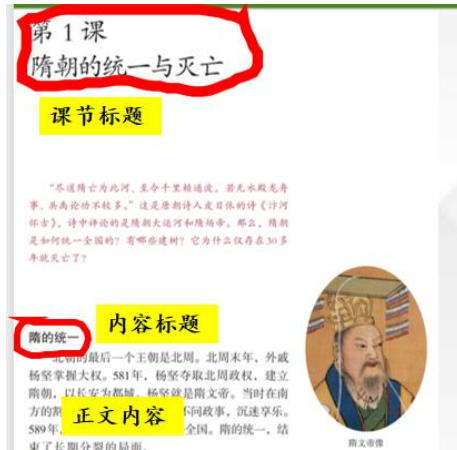 第1课
隋朝的统一与灭亡
课节标题
“尽道隋亡为此河，至今千里赖通波。若无水殿龙舟
事，共禹论功不较多。”这是唐朝诗人皮日休的诗《汴河
怀古》，诗中评论的是隋朝大运河和隋炀帝。那么，隋朝
是如何统一全国的？有哪些建树？它为什么仅存在30多
年就灭亡了？
内容标题
隋的统一
北朝的最后一个王朝是北周。北周末年，外戚
杨坚掌握大权。581年，杨坚夺取北周政权，建立
隋朝，以长安为都城。杨坚就是隋文帝。当时在南
方的 不问政事，沉迷享乐。
正文内容
589年， 全国。隋的统一，结
束了长期分裂的局面。
隋文帝像